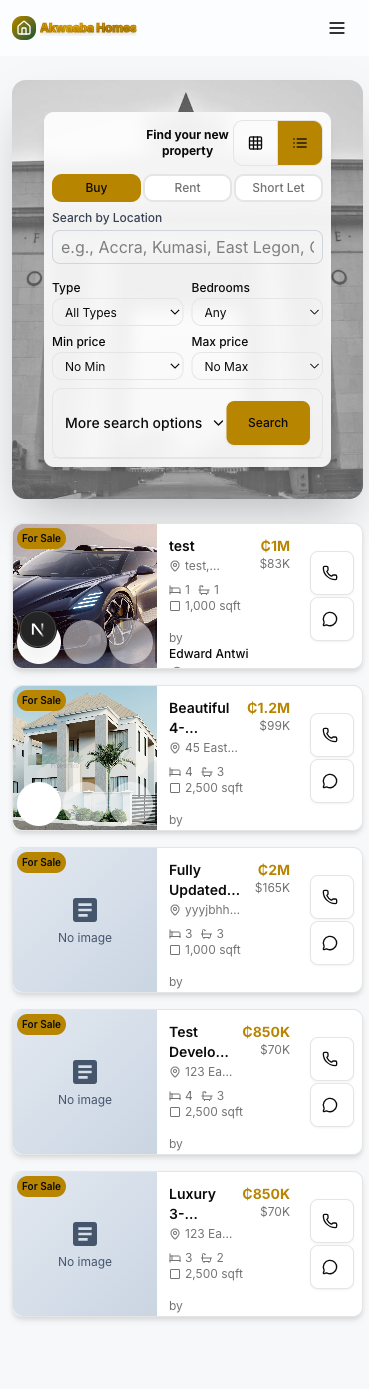 Akwaaba Homes
Find your new
property
Buy
Rent
Short Let
Search by Location
e.g., Accra, Kumasi, East Legon, C
Type
Bedrooms
All Types
Any
Min price
Max price
No Min
No Max
More search options
Search
For Sale
test
₵1M
test,...
$83K
1 1
1,000 sqft
by
Edward Antwi
N
For Sale
Beautiful
4-...
₵1.2M
$99K
45 East...
4 3
2,500 sqft
by
For Sale
No image
Fully
Updated...
₵2M
$165K
yyyjbhh...
3 3
1,000 sqft
by
For Sale
No image
Test
Develo...
₵850K
$70K
123 Ea...
4 3
2,500 sqft
by
For Sale
No image
Luxury
3-...
₵850K
$70K
123 Ea...
3 2
2,500 sqft
by